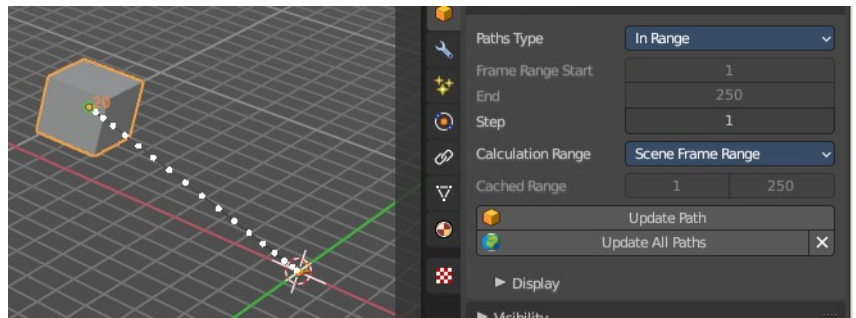 20
Paths Type In Range
Frame Range Start 1
End 250
Step 1
Calculation Range Scene Frame Range
Cached Range 1 250
Update Path
Update All Paths
Display
Visibility